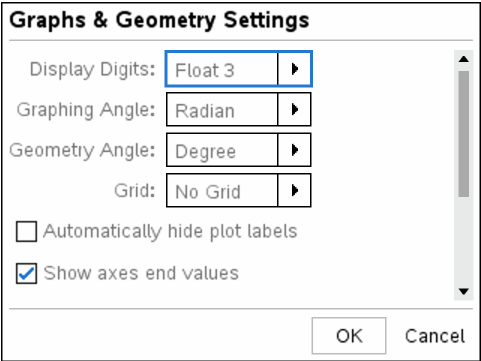 Graphs & Geometry Settings
Display Digits: Float 3
Graphing Angle: Radian
Geometry Angle: Degree
Grid: No Grid
Automatically hide plot labels
Show axes end values
OK Cancel